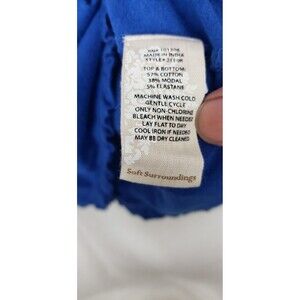 MADE IN INDIA
TOP & BOTTOM:
57% COTTON
38% MODAL
5% ELASTANE
MACHINE WASH COLD
GENTLE CYCLE
ONLY NON-CHLORINE
BLEACH WHEN NEEDED
LAY FLAT TO DRY
COOL IRON IF NEEDED
MAY BE DRY CLEANED
Soft Surroundings